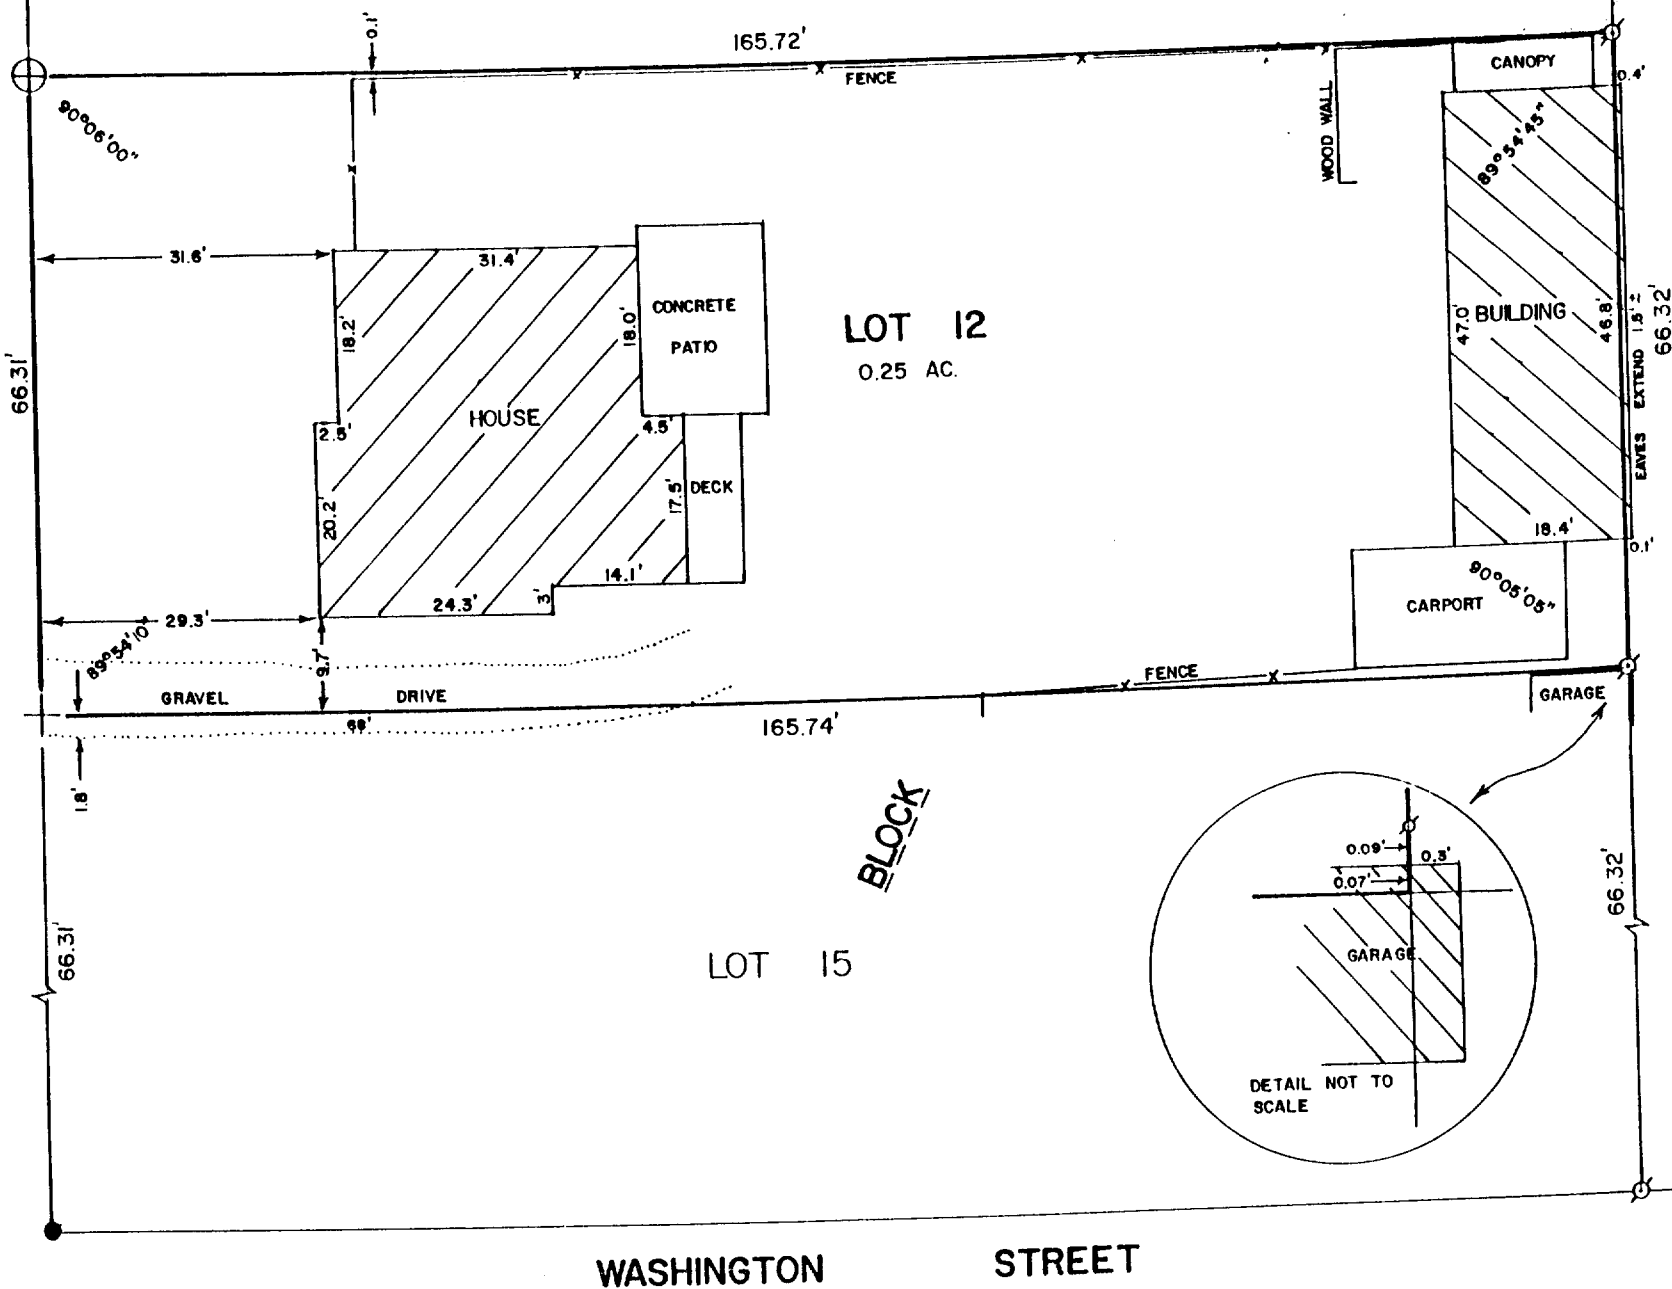 0.1'
165.72'
FENCE
CANOPY
0.4'
90°06'00"
WOOD WALL
89°54'45"
31.6'
31.4'
CONCRETE
PATIO
18.2'
18.0'
LOT 12
0.25 AC.
47.0'
BUILDING
46.8'
EAVES EXTEND 1.5' ±
66.32'
66.31'
HOUSE
2.5'
4.5'
20.2'
17.5'
DECK
18.4'
0.1'
14.1'
24.3'
3'
90°05'05"
CARPORT
29.3'
89°54'10"
9.7'
FENCE
GRAVEL DRIVE
68'
165.74'
GARAGE
1.8'
BLOCK
0.09'
0.3'
0.07'
GARAGE
66.32'
66.31'
LOT 15
DETAIL NOT TO
SCALE
WASHINGTON STREET